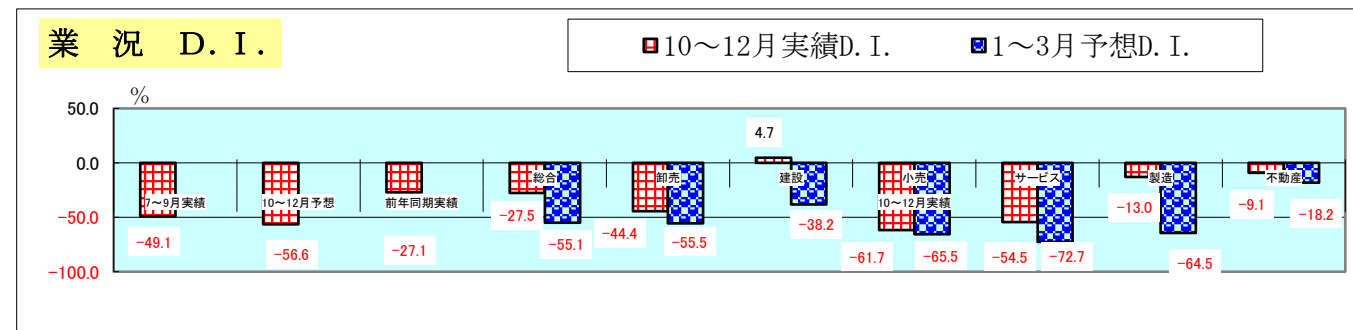 業 況 D.I.
10～12月実績D.I. 1～3月予想D.I.
%
50.0
0.0
−50.0
−100.0
4.7
総合 卸売 建設 小売 サービス 製造 不動産
7～9月実績 10～12月予想 前年同期実績 10～12月実績
−49.1 −56.6 −27.1 −27.5 −55.1 −44.4 −55.5 −38.2 −61.7 −65.5 −54.5 −72.7 −13.0 −64.5 −9.1 −18.2